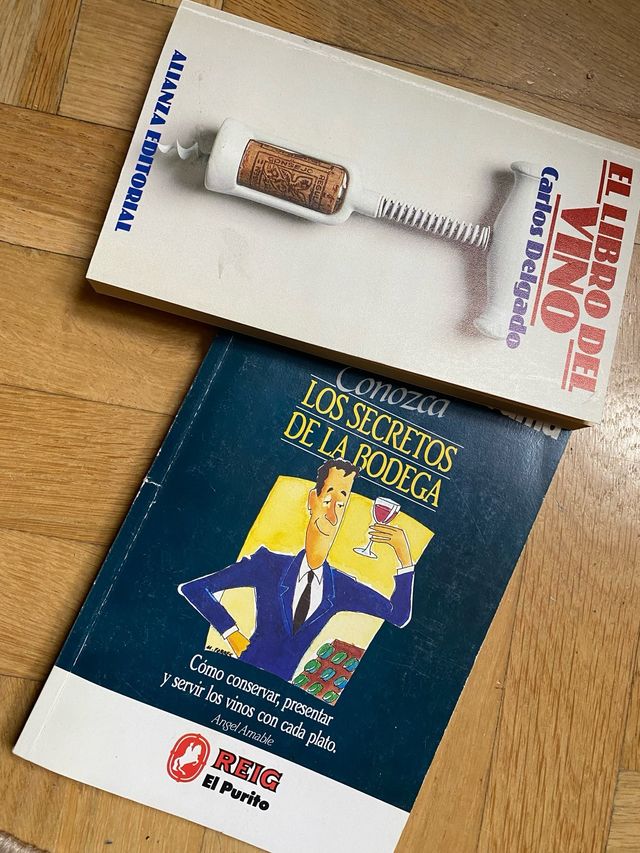 EL LIBRO DEL
VINO
Carlos Delgado
ALIANZA EDITORIAL
Conozca
LOS SECRETOS
DE LA BODEGA
Cómo conservar, presentar
y servir los vinos con cada plato.
Angel Amable
REIG
El Purito